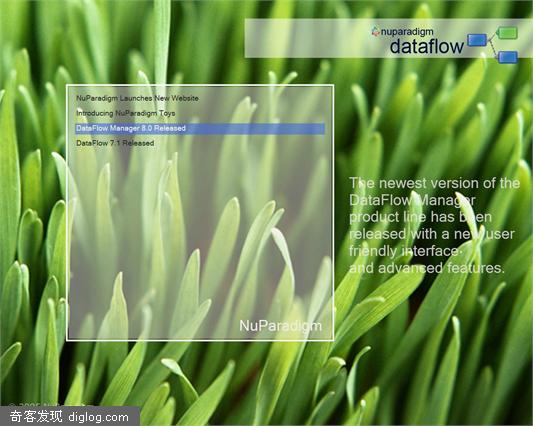 nuparadigm
dataflow
NuParadigm Launches New Website
Introducing NuParadigm Toys
DataFlow Manager 8.0 Released
DataFlow 7.1 Released
The newest version of the
DataFlow Manager
product line has been
released with a new user
friendly interface
and advanced features.
NuParadigm
奇客发现 diglog.com